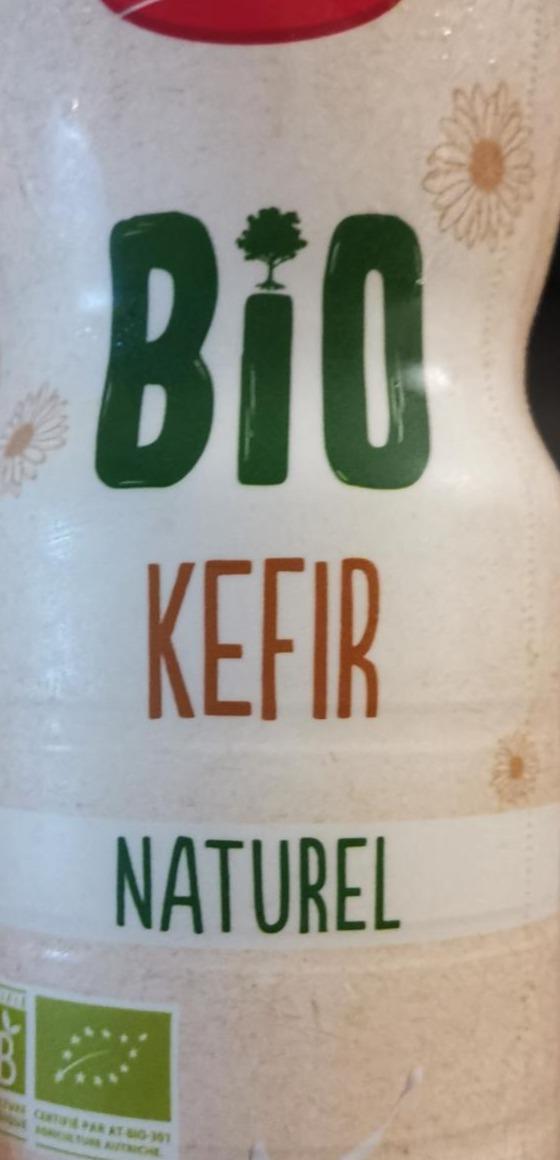 BiO
KEFIR
NATUREL
B
CERTIFIÉ PAR AT-BIO-301
AGRICULTURE AUTRICHE